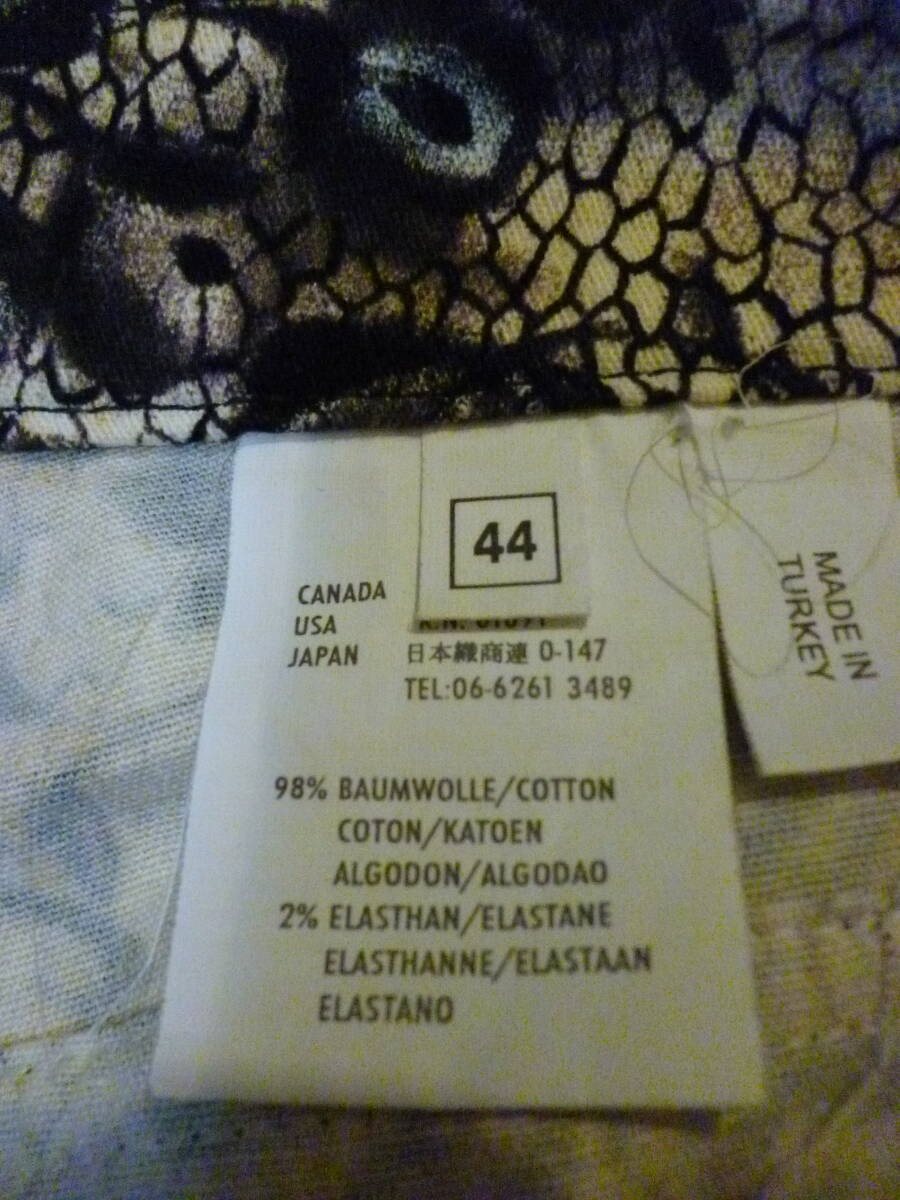 44
CANADA
USA
JAPAN 日本織商連 0-147
TEL:06-6261 3489
98% BAUMWOLLE/COTTON
COTON/KATOEN
ALGODON/ALGODAO
2% ELASTHAN/ELASTANE
ELASTHANNE/ELASTAAN
ELASTANO
MADE IN
TURKEY